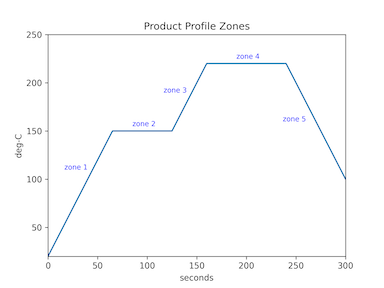 Product Profile Zones
250
200
150
100
50
deg-C
zone 1
zone 2
zone 3
zone 4
zone 5
0 50 100 150 200 250 300
seconds